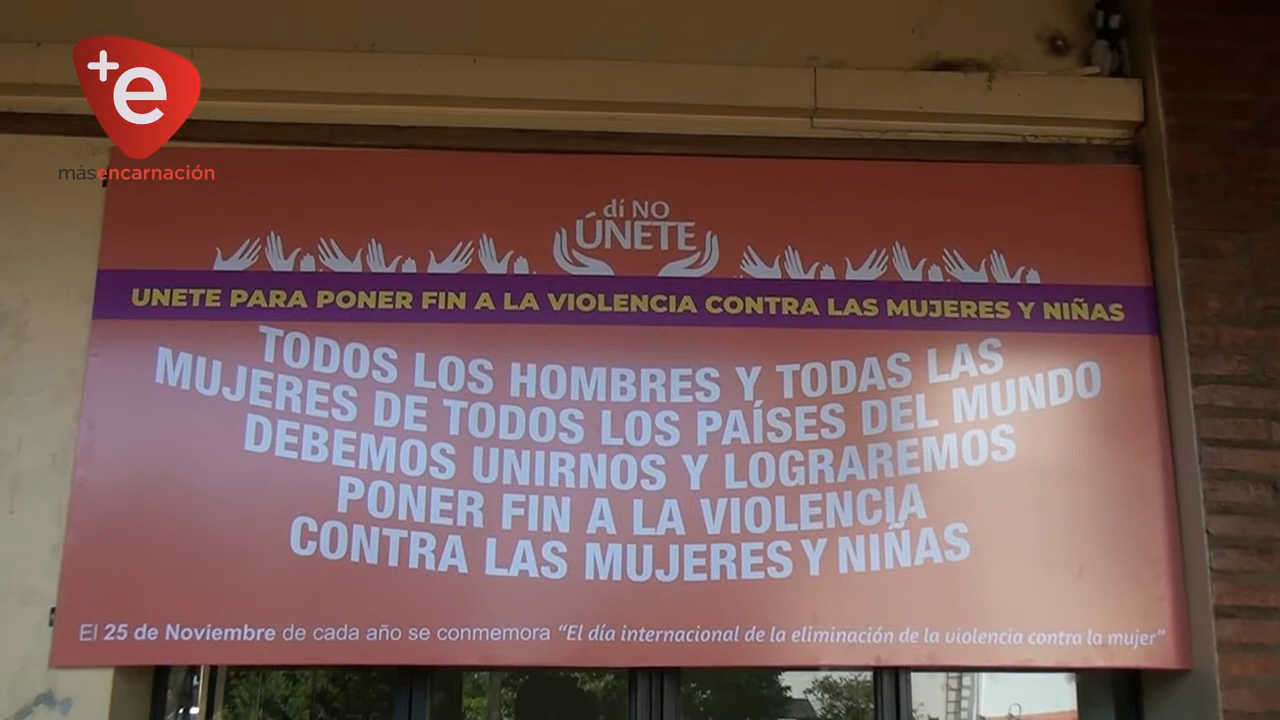 +e
másencarnación
dí NO
ÚNETE
UNETE PARA PONER FIN A LA VIOLENCIA CONTRA LAS MUJERES Y NIÑAS
TODOS LOS HOMBRES Y TODAS LAS
MUJERES DE TODOS LOS PAÍSES DEL MUNDO
DEBEMOS UNIRNOS Y LOGRAREMOS
PONER FIN A LA VIOLENCIA
CONTRA LAS MUJERES Y NIÑAS
El 25 de Noviembre de cada año se conmemora “El día internacional de la eliminación de la violencia contra la mujer”